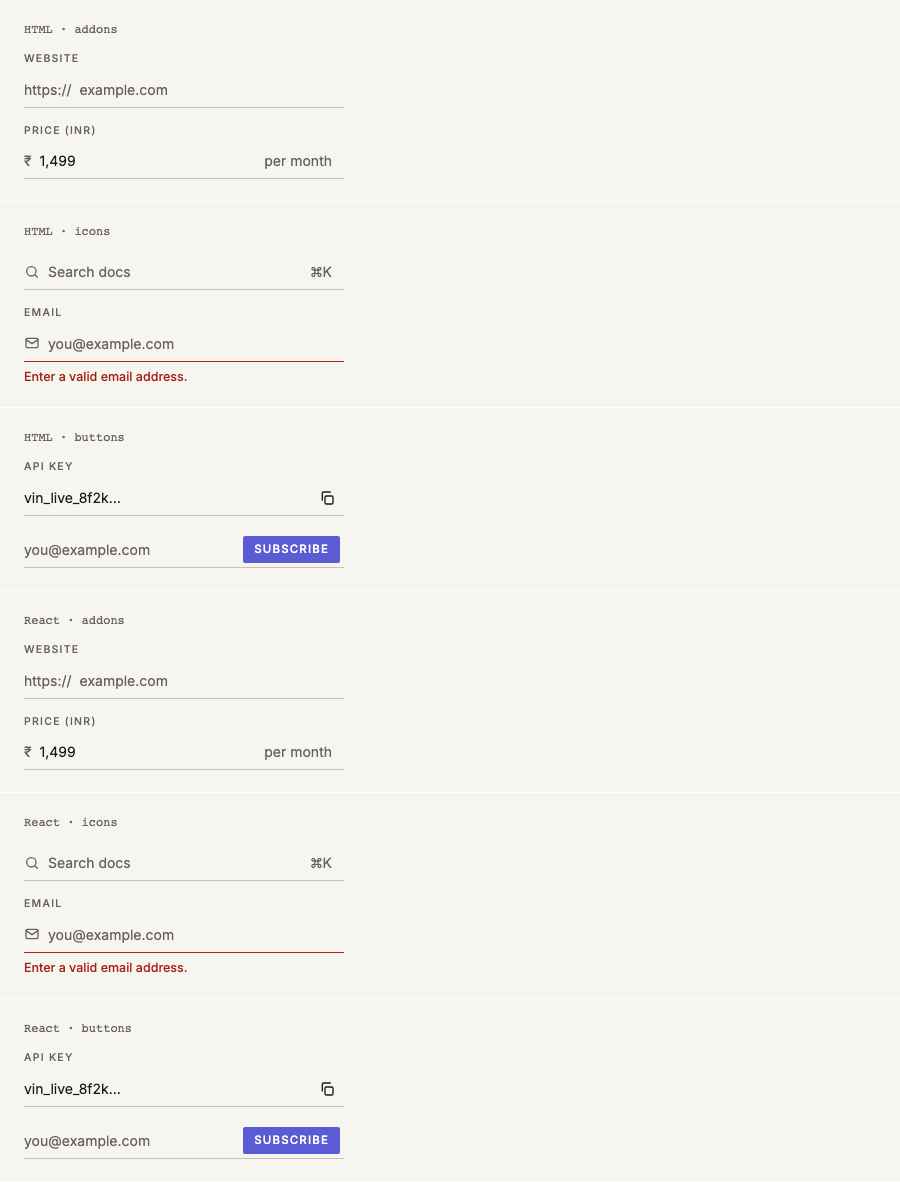 HTML · addons
WEBSITE
https:// example.com
PRICE (INR)
₹ 1,499 per month
HTML · icons
Search docs ⌘K
EMAIL
you@example.com
Enter a valid email address.
HTML · buttons
API KEY
vin_live_8f2k...
you@example.com SUBSCRIBE
React · addons
WEBSITE
https:// example.com
PRICE (INR)
₹ 1,499 per month
React · icons
Search docs ⌘K
EMAIL
you@example.com
Enter a valid email address.
React · buttons
API KEY
vin_live_8f2k...
you@example.com SUBSCRIBE